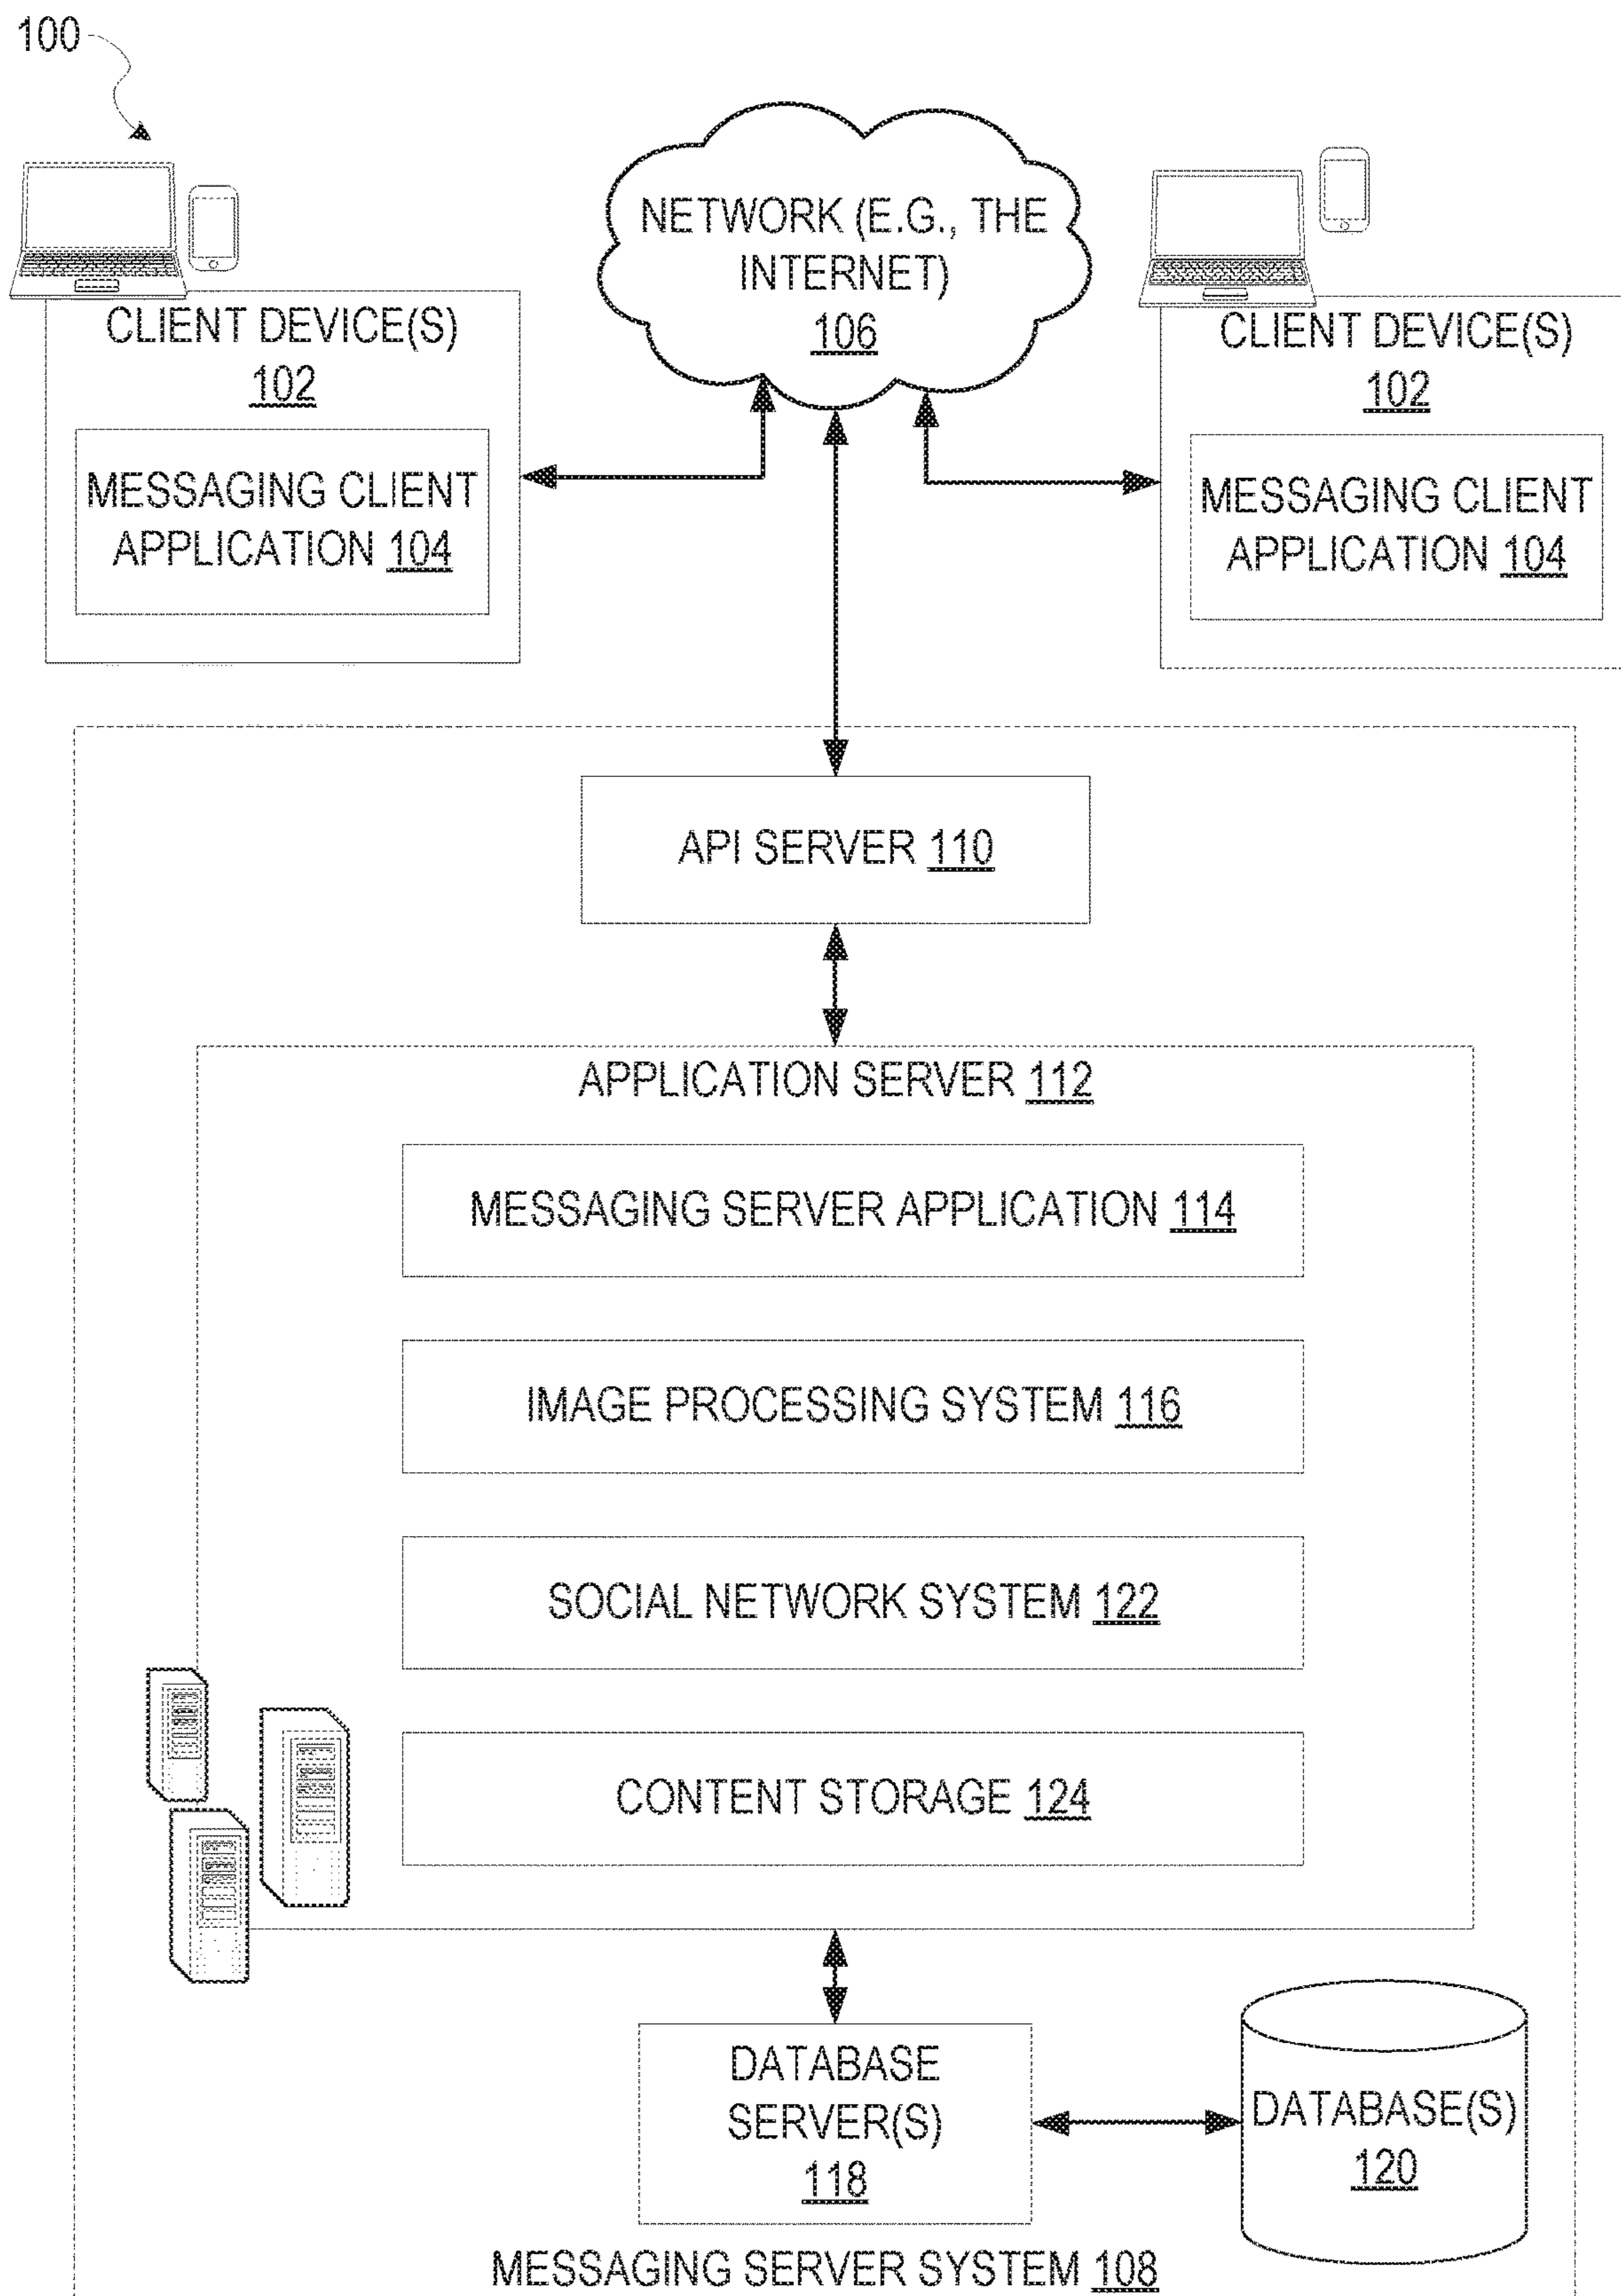 100
NETWORK (E.G., THE
INTERNET)
106
CLIENT DEVICE(S)
102
MESSAGING CLIENT
APPLICATION 104
CLIENT DEVICE(S)
102
MESSAGING CLIENT
APPLICATION 104
API SERVER 110
APPLICATION SERVER 112
MESSAGING SERVER APPLICATION 114
IMAGE PROCESSING SYSTEM 116
SOCIAL NETWORK SYSTEM 122
CONTENT STORAGE 124
DATABASE
SERVER(S)
118
DATABASE(S)
120
MESSAGING SERVER SYSTEM 108